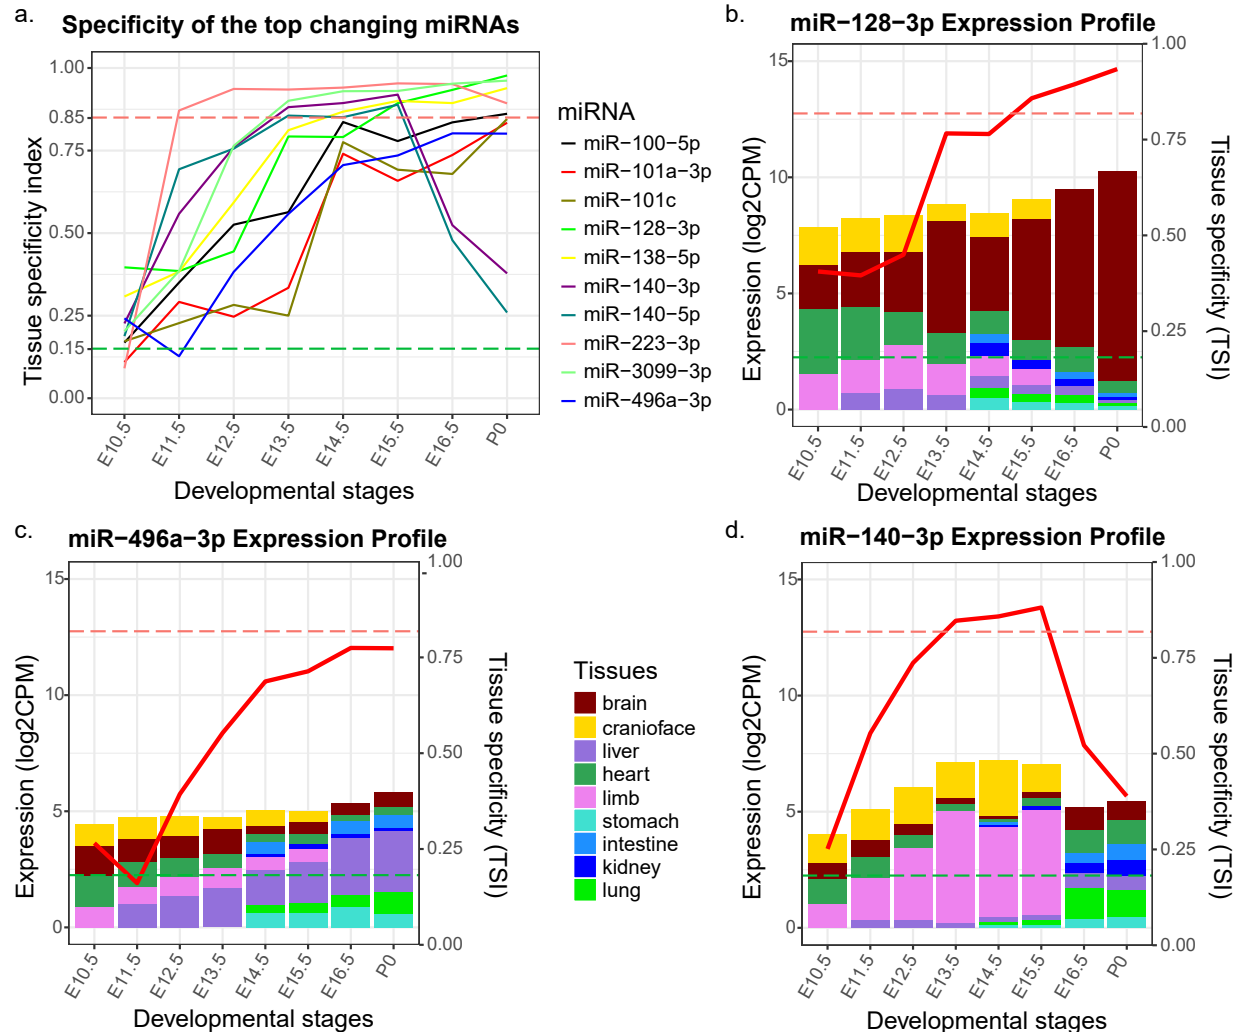 a.
Specificity of the top changing miRNAs
Tissue specificity index
1.00
0.85
0.75
0.50
0.25
0.15
0.00
E10.5
E11.5
E12.5
E13.5
E14.5
E15.5
E16.5
P0
Developmental stages
miRNA
miR−100−5p
miR−101a−3p
miR−101c
miR−128−3p
miR−138−5p
miR−140−3p
miR−140−5p
miR−223−3p
miR−3099−3p
miR−496a−3p
b.
miR−128−3p Expression Profile
Expression (log2CPM)
15
10
5
0
1.00
0.75
0.50
0.25
0.00
Tissue specificity (TSI)
E10.5
E11.5
E12.5
E13.5
E14.5
E15.5
E16.5
P0
Developmental stages
c.
miR−496a−3p Expression Profile
Expression (log2CPM)
15
10
5
0
1.00
0.75
0.50
0.25
0.00
Tissue specificity (TSI)
E10.5
E11.5
E12.5
E13.5
E14.5
E15.5
E16.5
P0
Developmental stages
Tissues
brain
cranioface
liver
heart
limb
stomach
intestine
kidney
lung
d.
miR−140−3p Expression Profile
Expression (log2CPM)
15
10
5
0
1.00
0.75
0.50
0.25
0.00
Tissue specificity (TSI)
E10.5
E11.5
E12.5
E13.5
E14.5
E15.5
E16.5
P0
Developmental stages